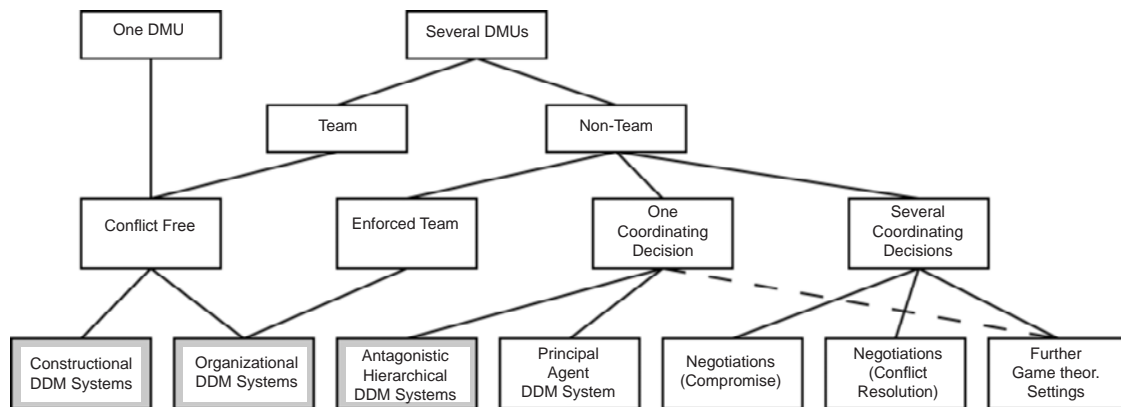 One DMU
Several DMUs
Team
Non-Team
Conflict Free
Enforced Team
One
Coordinating
Decision
Several
Coordinating
Decisions
Constructional
DDM Systems
Organizational
DDM Systems
Antagonistic
Hierarchical
DDM Systems
Principal
Agent
DDM System
Negotiations
(Compromise)
Negotiations
(Conflict
Resolution)
Further
Game theor.
Settings